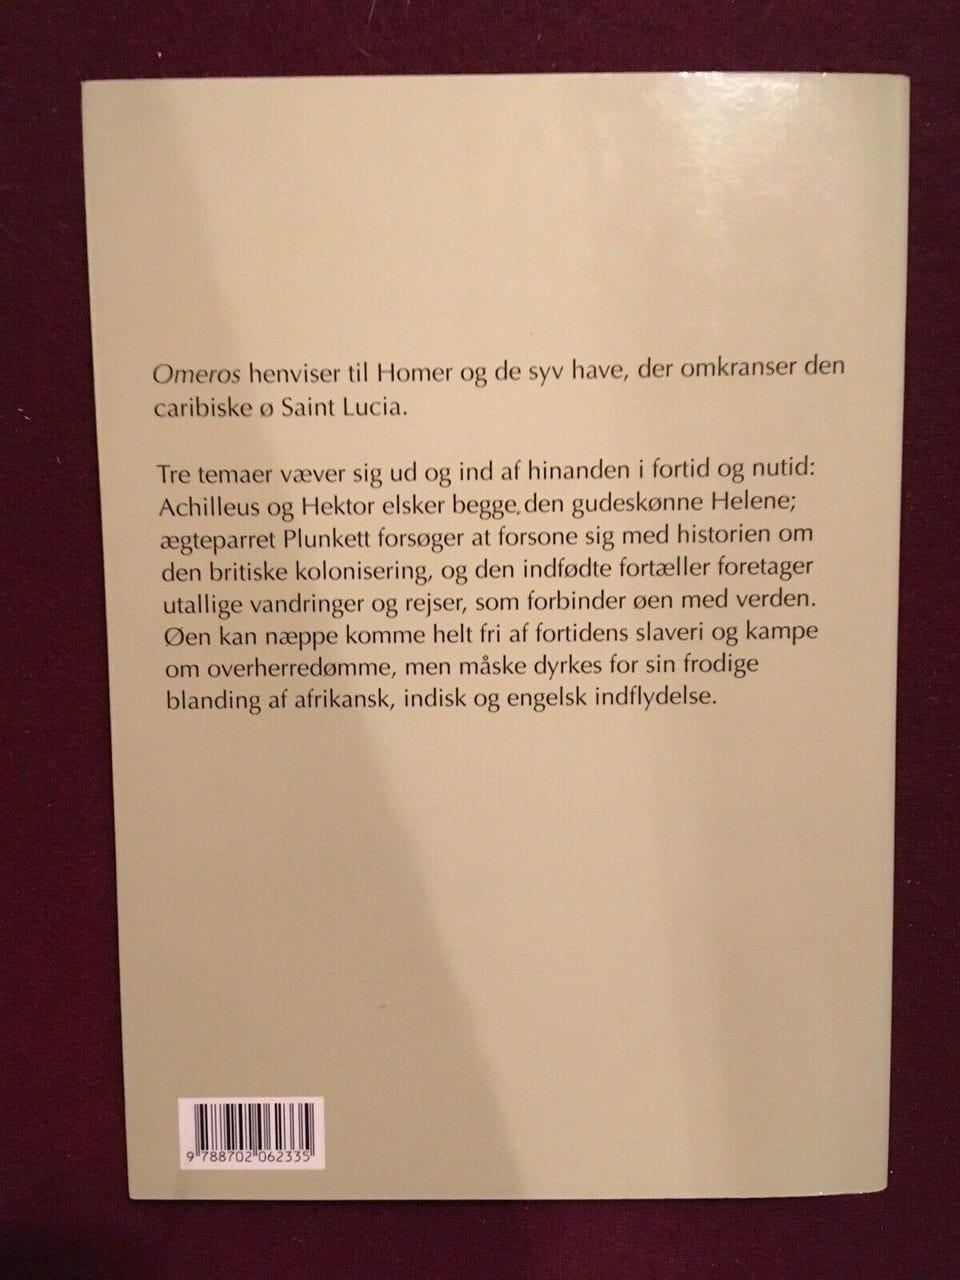 Omeros henviser til Homer og de syv have, der omkranser den
caribiske ø Saint Lucia.
Tre temaer væver sig ud og ind af hinanden i fortid og nutid:
Achilleus og Hektor elsker begge den gudeskønne Helene;
ægteparret Plunkett forsøger at forsone sig med historien om
den britiske kolonisering, og den indfødte fortæller foretager
utallige vandringer og rejser, som forbinder øen med verden.
Øen kan næppe komme helt fri af fortidens slaveri og kampe
om overherredømme, men måske dyrkes for sin frodige
blanding af afrikansk, indisk og engelsk indflydelse.
9 788702 062335